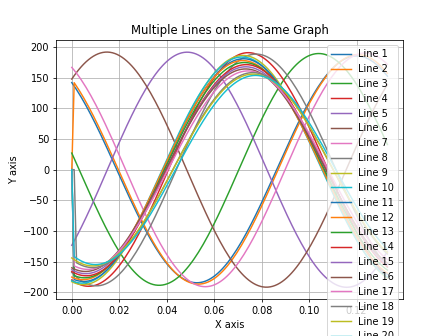 Multiple Lines on the Same Graph
Y axis
200
150
100
50
0
−50
−100
−150
−200
0.00
0.02
0.04
0.06
0.08
0.10
X axis
Line 1
Line 2
Line 3
Line 4
Line 5
Line 6
Line 7
Line 8
Line 9
Line 10
Line 11
Line 12
Line 13
Line 14
Line 15
Line 16
Line 17
Line 18
Line 19
Line 20